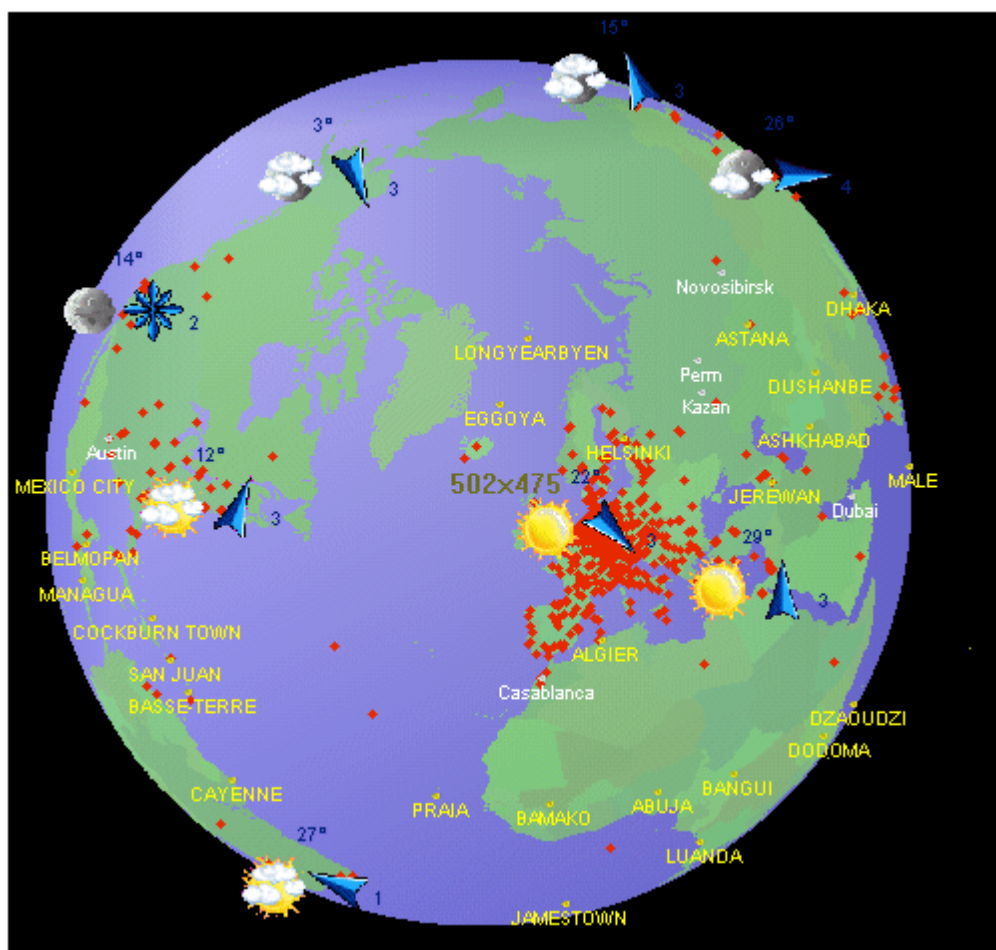 15°
3
3°
26°
3
4
14°
2
Novosibirsk
DHAKA
ASTANA
LONGYEARBYEN
Perm
DUSHANBE
Kazan
EGGOYA
Austin
HELSINKI
ASHKHABAD
12°
MEXICO CITY
502×475
22°
JEREWAN
MALE
Dubai
3
3
29°
BELMOPAN
MANAGUA
3
COCKBURN TOWN
ALGIER
SAN JUAN
Casablanca
BASSE-TERRE
DZAOUDZI
DODOMA
CAYENNE
PRAIA
BAMAKO
ABUJA
BANGUI
27°
LUANDA
1
JAMESTOWN